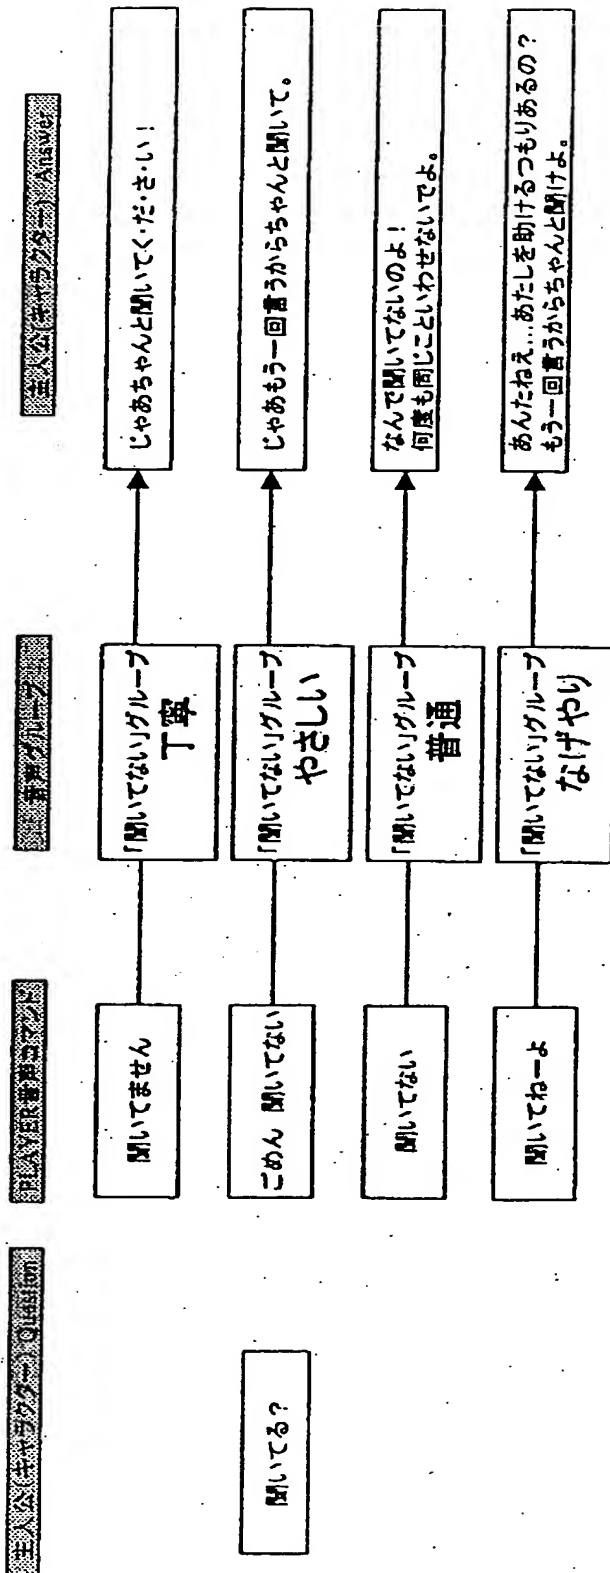 主人公(キャラクター) Question
PLAYER音声コマンド
音声グループ
主人公(キャラクター) Answer
聞いてる?
聞いてません
「聞いてない」グループ
丁寧
じゃあちゃんと聞いてく・だ・さ・い!
ごめん 聞いてない
「聞いてない」グループ
やさしい
じゃあもう一回言うからちゃんと聞いて。
聞いてない
「聞いてない」グループ
普通
なんで聞いてないのよ!
何度も同じこといわせないでよ。
聞いてねーよ
「聞いてない」グループ
なげやり
あんたねえ...あたしを助けるつもりあるの?
もう一回言うからちゃんと聞けよ。